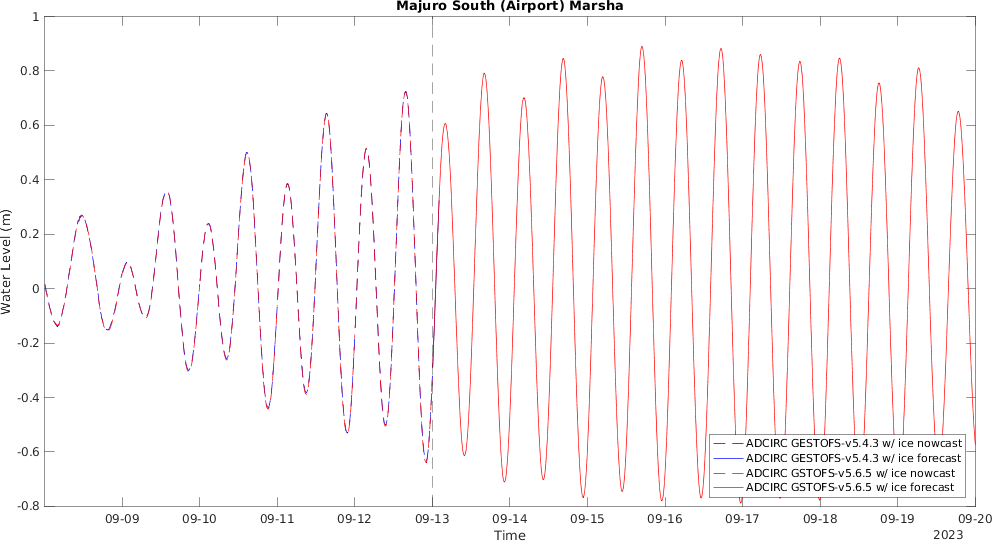 Majuro South (Airport) Marsha
Water Level (m)
1
0.8
0.6
0.4
0.2
0
-0.2
-0.4
-0.6
-0.8
ADCIRC GESTOFS-v5.4.3 w/ ice nowcast
ADCIRC GESTOFS-v5.4.3 w/ ice forecast
ADCIRC GSTOFS-v5.6.5 w/ ice nowcast
ADCIRC GSTOFS-v5.6.5 w/ ice forecast
09-09 09-10 09-11 09-12 09-13 09-14 09-15 09-16 09-17 09-18 09-19 09-20
Time
2023